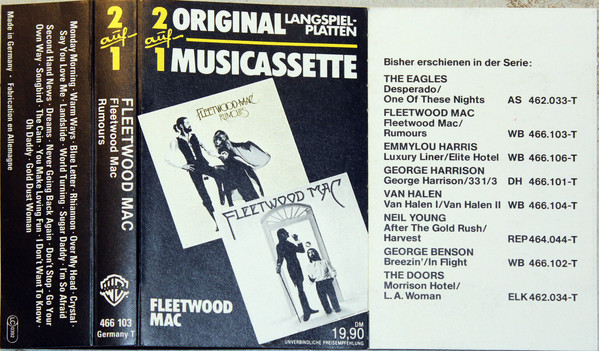 Monday Morning · Warm Ways · Blue Letter · Rhiannon · Over My Head · Crystal ·
Say You Love Me · Landslide · World Turning · Sugar Daddy · I'm So Afraid
Second Hand News · Dreams · Never Going Back Again · Don't Stop · Go Your
Own Way · Songbird · The Cain · You Make Loving Fun · I Don't Want To Know ·
Oh Daddy · Gold Dust Woman
Made in Germany · Fabrication en Allemagne
2
auf
1
FLEETWOOD MAC
Fleetwood Mac
Rumours
466 103
Germany T
2
auf
1
ORIGINAL LANGSPIEL-
PLATTEN
MUSICASSETTE
FLEETWOOD MAC
RUMOURS
FLEETWOOD MAC
FLEETWOOD
MAC
DM
19,90
UNVERBINDLICHE PREISEMPFEHLUNG
Bisher erschienen in der Serie:
THE EAGLES
Desperado/
One Of These Nights AS 462.033-T
FLEETWOOD MAC
Fleetwood Mac/
Rumours WB 466.103-T
EMMYLOU HARRIS
Luxury Liner/Elite Hotel WB 466.106-T
GEORGE HARRISON
George Harrison/331/3 DH 466.101-T
VAN HALEN
Van Halen I/Van Halen II WB 466.104-T
NEIL YOUNG
After The Gold Rush/
Harvest REP 464.044-T
GEORGE BENSON
Breezin'/In Flight WB 466.102-T
THE DOORS
Morrison Hotel/
L.A. Woman ELK 462.034-T